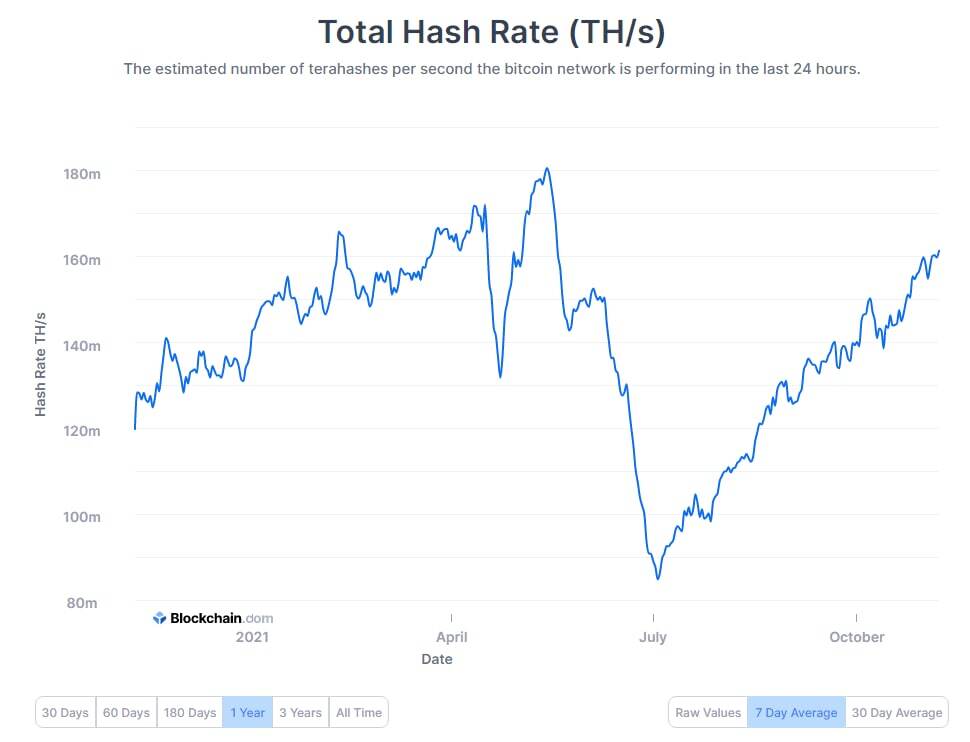 Total Hash Rate (TH/s)
The estimated number of terahashes per second the bitcoin network is performing in the last 24 hours.
180m
160m
140m
120m
100m
80m
Hash Rate TH/s
Blockchain.com
2021 April July October
Date
30 Days 60 Days 180 Days 1 Year 3 Years All Time
Raw Values 7 Day Average 30 Day Average